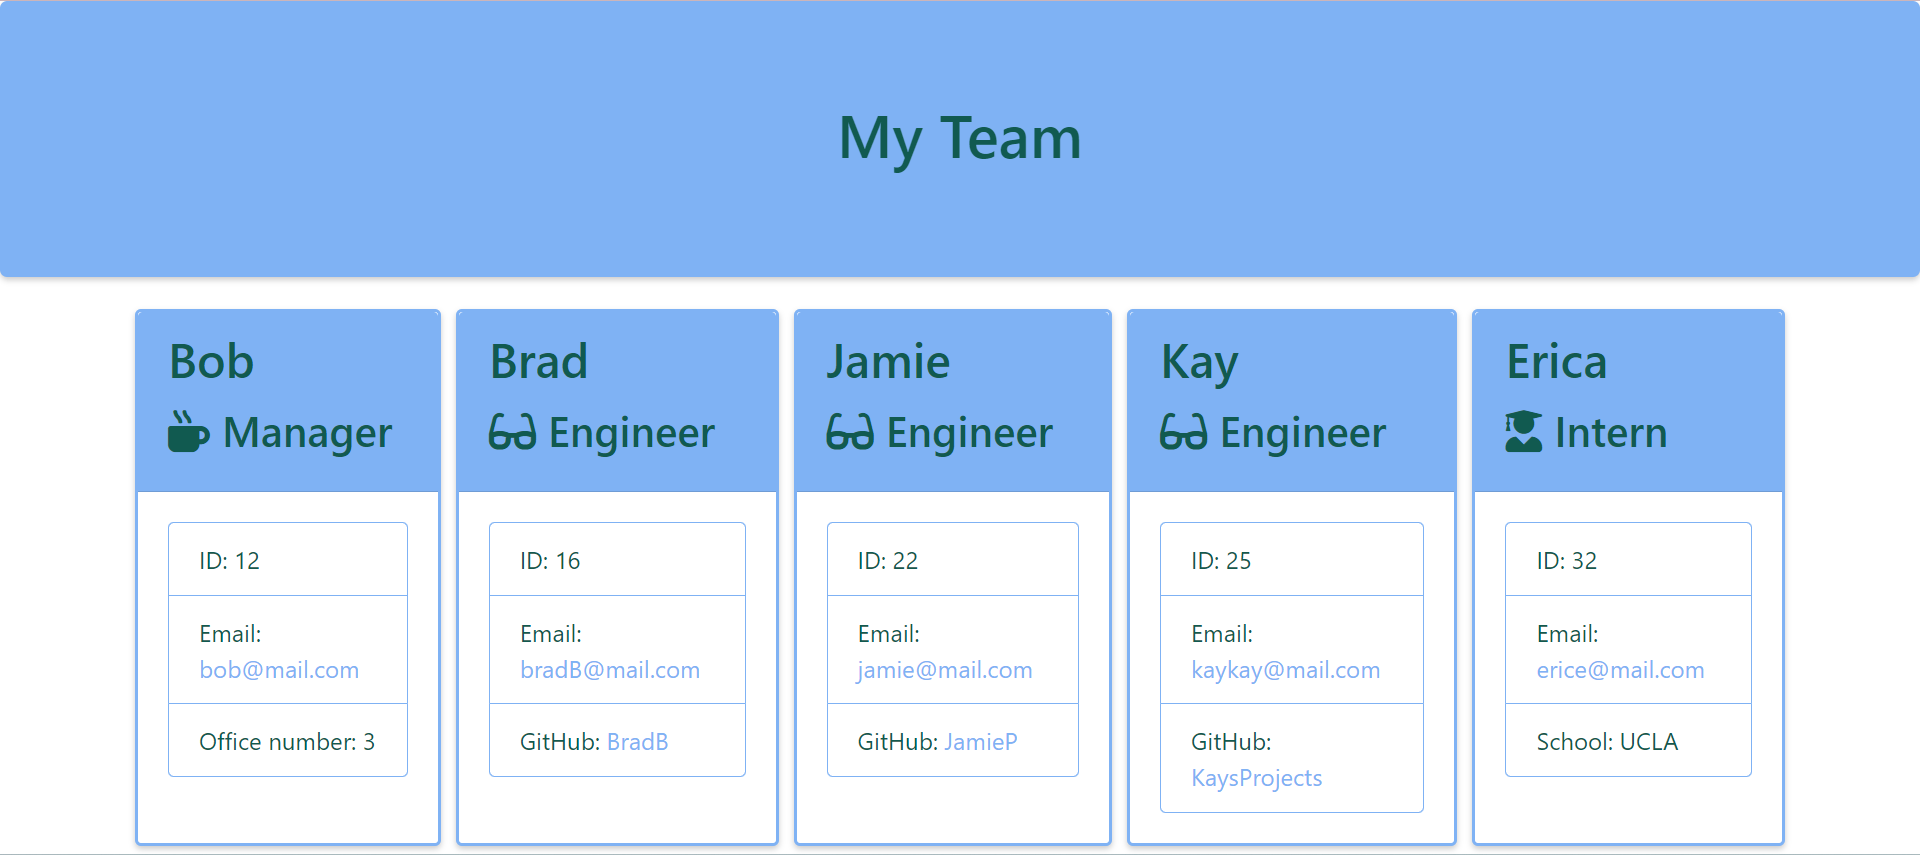 My Team
Bob
Manager
ID: 12
Email:
bob@mail.com
Office number: 3
Brad
Engineer
ID: 16
Email:
bradB@mail.com
GitHub: BradB
Jamie
Engineer
ID: 22
Email:
jamie@mail.com
GitHub: JamieP
Kay
Engineer
ID: 25
Email:
kaykay@mail.com
GitHub:
KaysProjects
Erica
Intern
ID: 32
Email:
erice@mail.com
School: UCLA